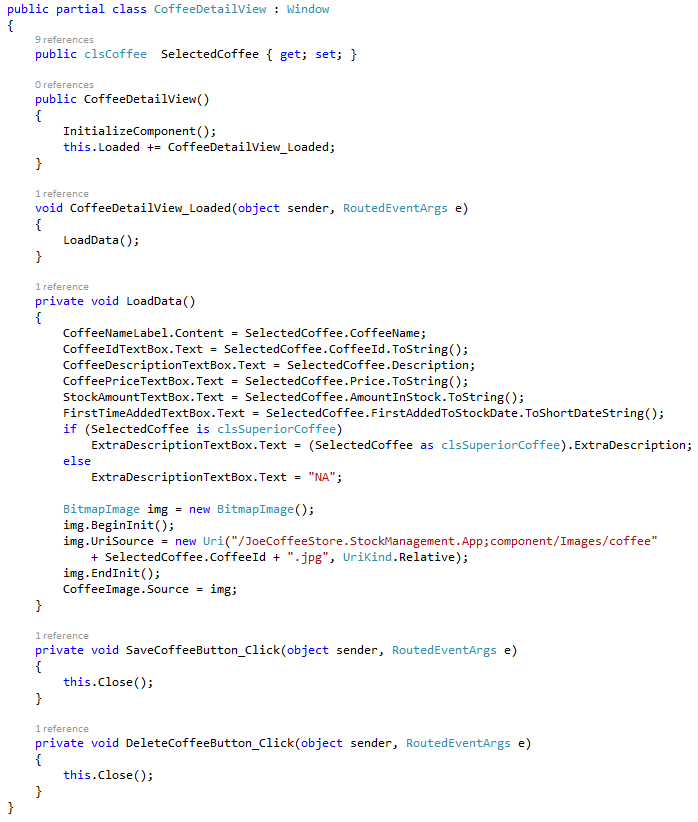 public partial class CoffeeDetailView : Window
{
9 references
public clsCoffee  SelectedCoffee { get; set; }
0 references
public CoffeeDetailView()
{
InitializeComponent();
this.Loaded += CoffeeDetailView_Loaded;
}
1 reference
void CoffeeDetailView_Loaded(object sender, RoutedEventArgs e)
{
LoadData();
}
1 reference
private void LoadData()
{
CoffeeNameLabel.Content = SelectedCoffee.CoffeeName;
CoffeeIdTextBox.Text = SelectedCoffee.CoffeeId.ToString();
CoffeeDescriptionTextBox.Text = SelectedCoffee.Description;
CoffeePriceTextBox.Text = SelectedCoffee.Price.ToString();
StockAmountTextBox.Text = SelectedCoffee.AmountInStock.ToString();
FirstTimeAddedTextBox.Text = SelectedCoffee.FirstAddedToStockDate.ToShortDateString();
if (SelectedCoffee is clsSuperiorCoffee)
ExtraDescriptionTextBox.Text = (SelectedCoffee as clsSuperiorCoffee).ExtraDescription;
else
ExtraDescriptionTextBox.Text = "NA";
BitmapImage img = new BitmapImage();
img.BeginInit();
img.UriSource = new Uri("/JoeCoffeeStore.StockManagement.App;component/Images/coffee"
+ SelectedCoffee.CoffeeId + ".jpg", UriKind.Relative);
img.EndInit();
CoffeeImage.Source = img;
}
1 reference
private void SaveCoffeeButton_Click(object sender, RoutedEventArgs e)
{
this.Close();
}
1 reference
private void DeleteCoffeeButton_Click(object sender, RoutedEventArgs e)
{
this.Close();
}
}